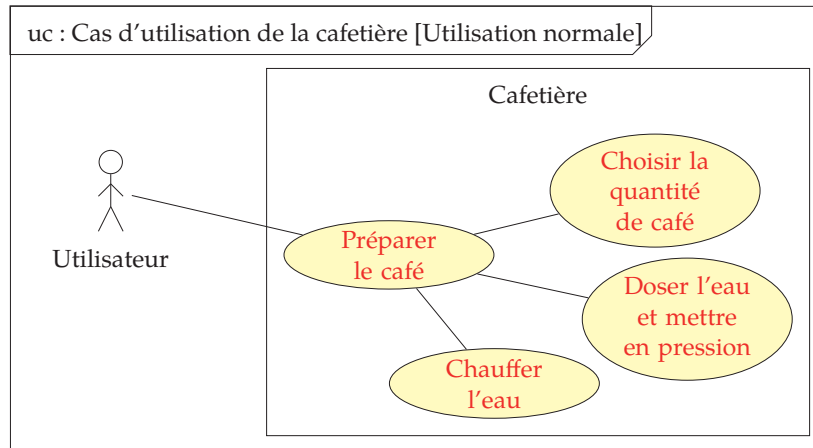 uc : Cas d'utilisation de la cafetière [Utilisation normale]
Cafetière
Choisir la
quantité
de café
Utilisateur
Préparer
le café
Doser l'eau
et mettre
en pression
Chauffer
l'eau